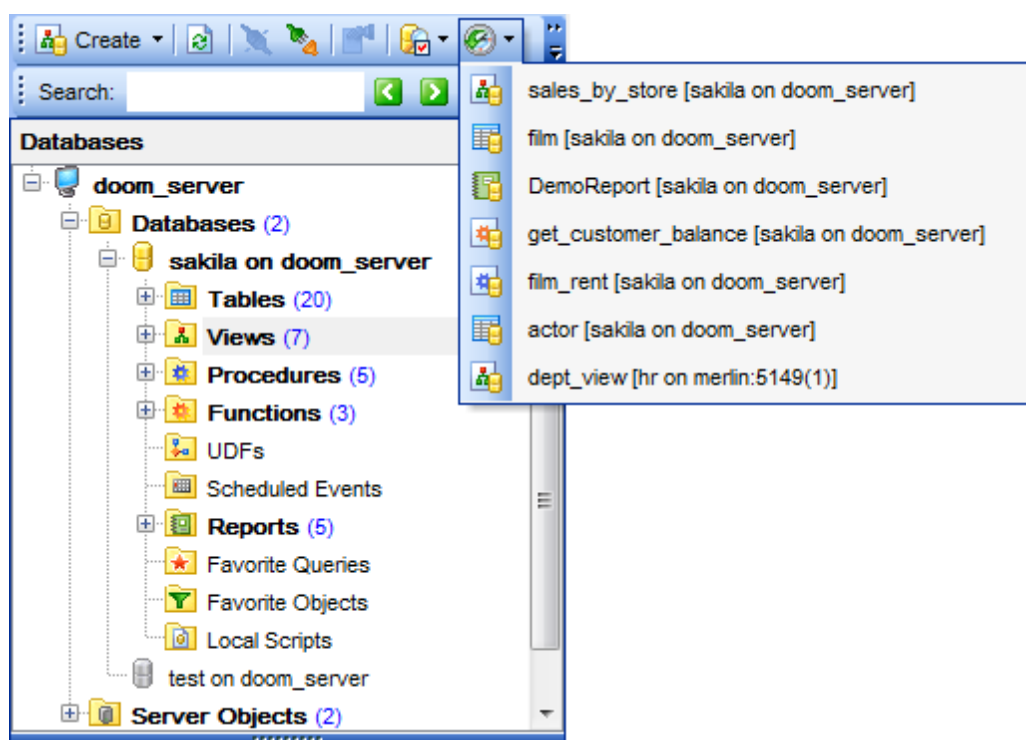 Create
Search:
Databases
doom_server
Databases (2)
sakila on doom_server
Tables (20)
Views (7)
Procedures (5)
Functions (3)
UDFs
Scheduled Events
Reports (5)
Favorite Queries
Favorite Objects
Local Scripts
test on doom_server
Server Objects (2)
sales_by_store [sakila on doom_server]
film [sakila on doom_server]
DemoReport [sakila on doom_server]
get_customer_balance [sakila on doom_server]
film_rent [sakila on doom_server]
actor [sakila on doom_server]
dept_view [hr on merlin:5149(1)]